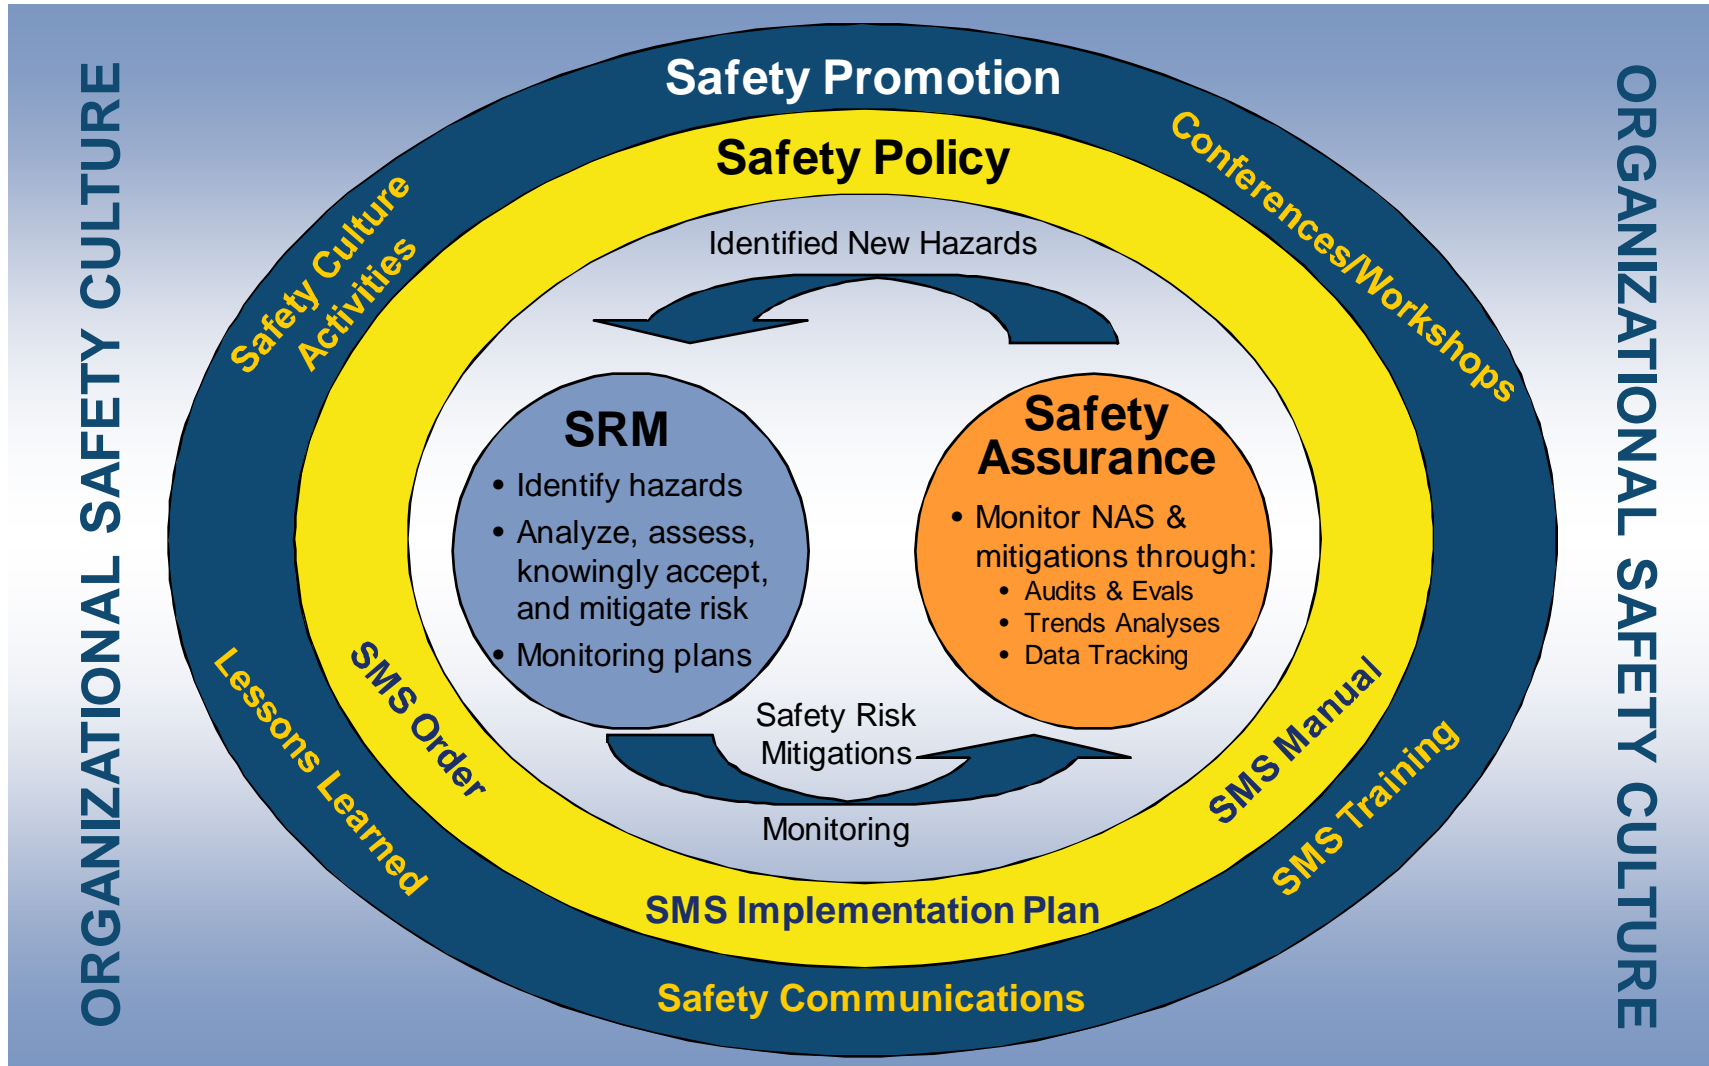 ORGANIZATIONAL SAFETY CULTURE
Safety Promotion
Safety Policy
Safety Culture
Activities
Conferences/Workshops
Identified New Hazards
SRM
• Identify hazards
• Analyze, assess,
knowingly accept,
and mitigate risk
• Monitoring plans
Safety
Assurance
• Monitor NAS &
mitigations through:
• Audits & Evals
• Trends Analyses
• Data Tracking
Safety Risk
Mitigations
Monitoring
SMS Order
SMS Implementation Plan
SMS Manual
Lessons Learned
Safety Communications
SMS Training
ORGANIZATIONAL SAFETY CULTURE